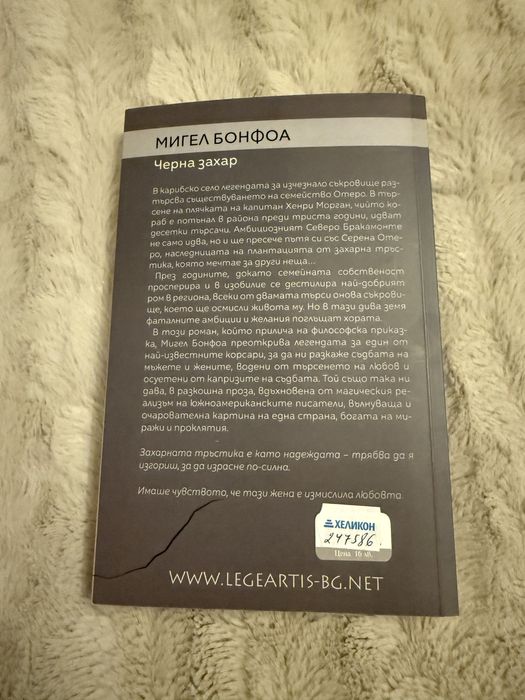 МИГЕЛ БОНФОА
Черна захар
В карибско село легендата за изчезнало съкровище раз-
търсва съществуването на семейство Отеро. В тър-
сене на плячката на капитан Хенри Морган, чийто ко-
раб е потънал в района преди триста години, идват
десетки търсачи. Амбициозният Северо Бракамонте
не само идва, но и ще пресече пътя си със Серена Оте-
ро, наследницата на плантацията от захарна тръс-
тика, която мечтае за други неща...
През годините, докато семейната собственост
просперира и в изобилие се дестилира най-добрият
ром в региона, всеки от двамата търси онова съкрови-
ще, което ще осмисли живота му. Но в тази дива земя
фаталните амбиции и желания поглъщат хората.
В този роман, който прилича на философска приказ-
ка, Мигел Бонфоа преоткрива легендата за един от
най-известните корсари, за да ни разкаже съдбата на
мъжете и жените, водени от търсенето на любов и
осуетени от капризите на съдбата. Той също така ни
дава, в разкошна проза, вдъхновена от магическия ре-
ализъм на южноамериканските писатели, вълнуваща и
очарователна картина на една страна, богата на ми-
ражи и проклятия.
Захарната тръстика е като надеждата – трябва да я
изгориш, за да израсне по-силна.
Имаше чувството, че тази жена е измислила любовта.
ХЕЛИКОН
247586.
Цена 16 лв.
WWW.LEGEARTIS-BG.NET